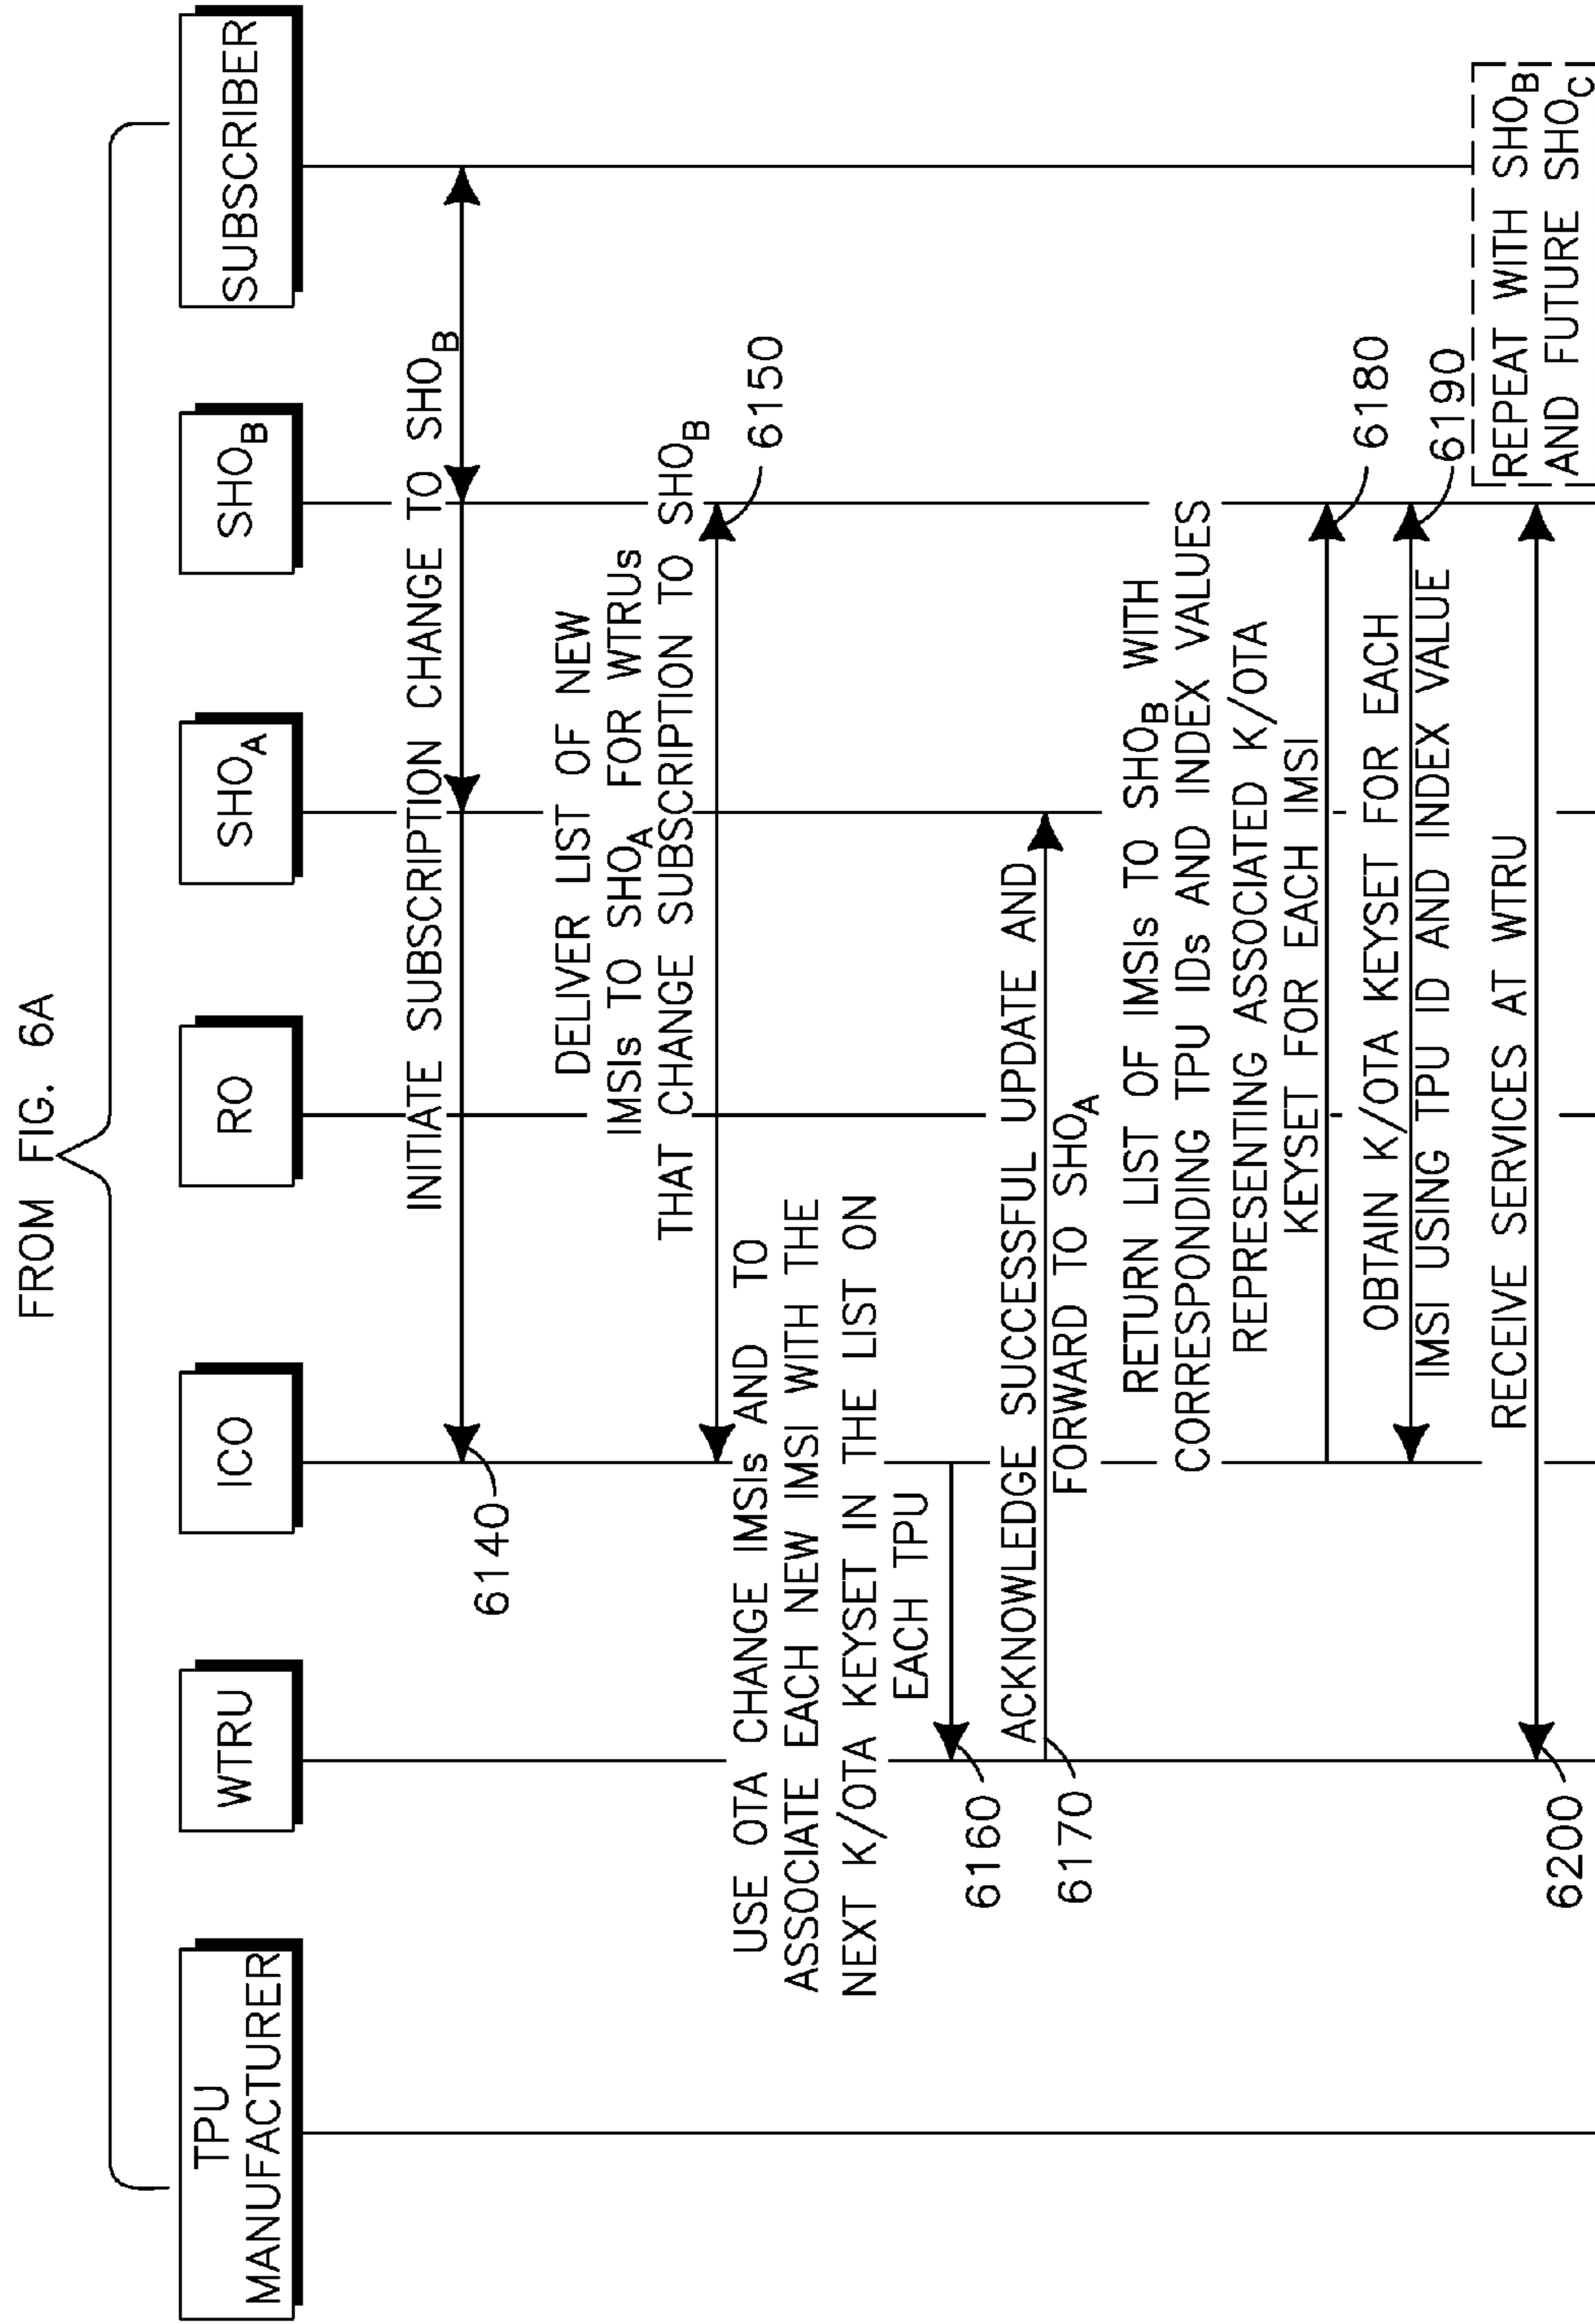 FROM FIG. 6A
TPU
MANUFACTURER
WTRU
ICO
RO
SHOA
SHOB
SUBSCRIBER
INITIATE SUBSCRIPTION CHANGE TO SHOB
6140
DELIVER LIST OF NEW
IMSIs TO SHOA FOR WTRUs
THAT CHANGE SUBSCRIPTION TO SHOB
6150
USE OTA CHANGE IMSIs AND TO
ASSOCIATE EACH NEW IMSI WITH THE
NEXT K/OTA KEYSET IN THE LIST ON
EACH TPU
6160
ACKNOWLEDGE SUCCESSFUL UPDATE AND
FORWARD TO SHOA
6170
RETURN LIST OF IMSIs TO SHOB WITH
CORRESPONDING TPU IDs AND INDEX VALUES
REPRESENTING ASSOCIATED K/OTA
KEYSET FOR EACH IMSI
6180
OBTAIN K/OTA KEYSET FOR EACH
IMSI USING TPU ID AND INDEX VALUE
6190
RECEIVE SERVICES AT WTRU
6200
REPEAT WITH SHOB
AND FUTURE SHOC